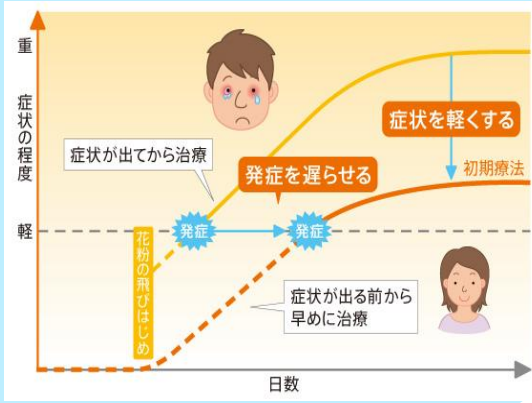 重
症状の程度
軽
症状が出てから治療
発症を遅らせる
症状を軽くする
初期療法
発症
発症
花粉の飛びはじめ
症状が出る前から
早めに治療
日数